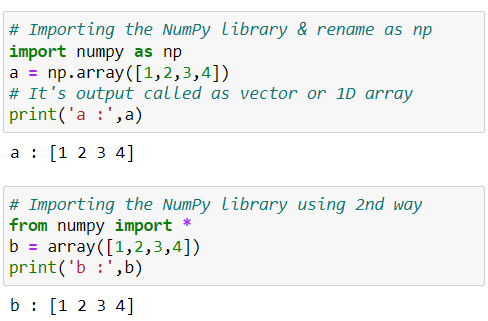 # Importing the NumPy library & rename as np
import numpy as np
a = np.array([1,2,3,4])
# It's output called as vector or 1D array
print('a :',a)
a : [1 2 3 4]
# Importing the NumPy library using 2nd way
from numpy import *
b = array([1,2,3,4])
print('b :',b)
b : [1 2 3 4]